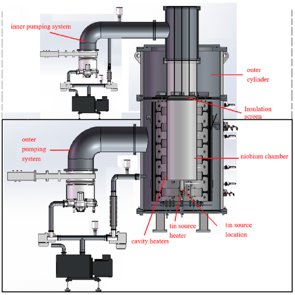 inner pumping system
outer
cylinder
Insulation
screen
outer
pumping
system
niobium chamber
cavity heaters
tin source
heater
tin source
location